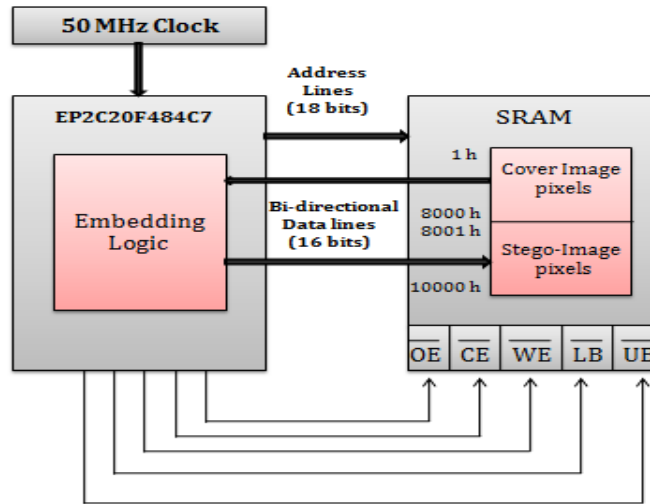 50 MHz Clock
Address
Lines
(18 bits)
EP2C20F484C7
SRAM
1 h
Cover Image
pixels
Embedding
Logic
Bi-directional
Data lines
(16 bits)
8000 h
8001 h
Stego-Image
pixels
10000 h
OE CE WE LB UB